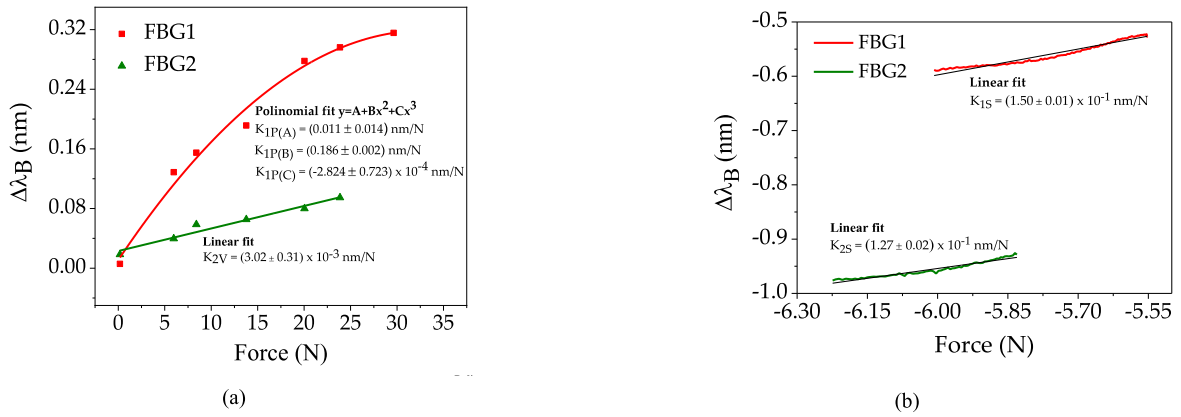 0.32
0.24
0.16
0.08
0.00
ΔλB (nm)
FBG1
FBG2
Polinomial fit y=A+Bx²+Cx³
K1P(A) = (0.011 ± 0.014) nm/N
K1P(B) = (0.186 ± 0.002) nm/N
K1P(C) = (-2.824 ± 0.723) x 10⁻⁴ nm/N
Linear fit
K2V = (3.02 ± 0.31) x 10⁻³ nm/N
0 5 10 15 20 25 30 35
Force (N)
(a)
-0.5
-0.6
-0.7
-0.8
-0.9
-1.0
ΔλB (nm)
FBG1
FBG2
Linear fit
K1S = (1.50 ± 0.01) x 10⁻¹ nm/N
Linear fit
K2S = (1.27 ± 0.02) x 10⁻¹ nm/N
-6.30 -6.15 -6.00 -5.85 -5.70 -5.55
Force (N)
(b)